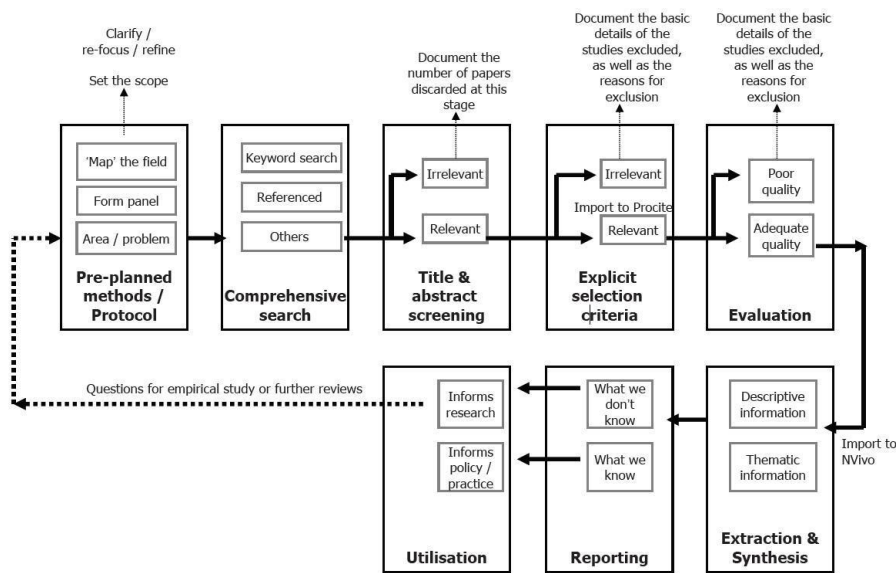 Clarify /
re-focus / refine
Set the scope
Document the
number of papers
discarded at this
stage
Document the basic
details of the
studies excluded,
as well as the
reasons for
exclusion
Document the basic
details of the
studies excluded,
as well as the
reasons for
exclusion
'Map' the field
Form panel
Area / problem
Pre-planned
methods /
Protocol
Keyword search
Referenced
Others
Comprehensive
search
Irrelevant
Relevant
Title &
abstract
screening
Irrelevant
Import to Procite
Relevant
Explicit
selection
criteria
Poor
quality
Adequate
quality
Evaluation
Questions for empirical study or further reviews
Informs
research
Informs
policy /
practice
Utilisation
What we
don't
know
What we
know
Reporting
Descriptive
information
Thematic
information
Extraction &
Synthesis
Import to
NVivo